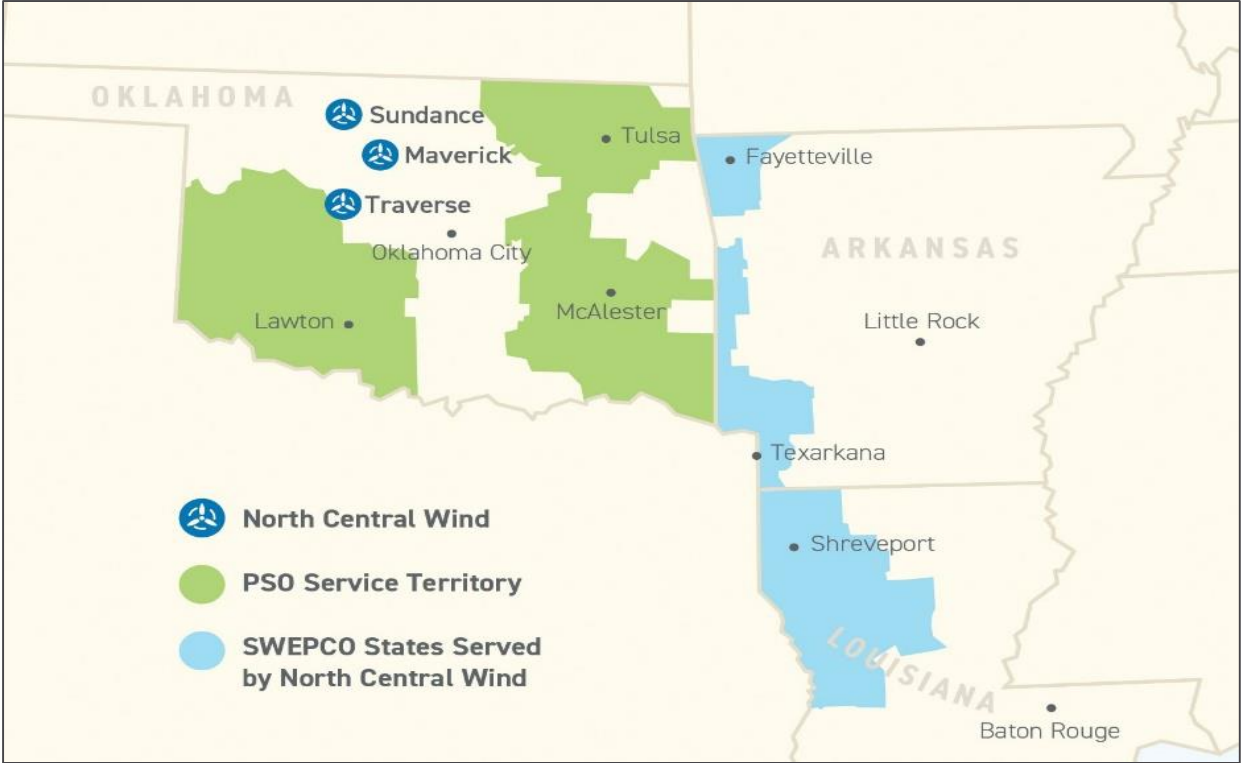 OKLAHOMA
Sundance
Tulsa
Maverick
Fayetteville
Traverse
Oklahoma City
ARKANSAS
McAlester
Lawton
Little Rock
Texarkana
North Central Wind
Shreveport
PSO Service Territory
SWEPCO States Served
by North Central Wind
LOUISIANA
Baton Rouge